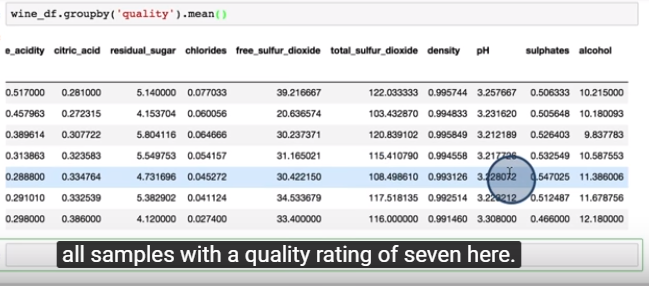 wine_df.groupby('quality').mean()
e_acidity citric_acid residual_sugar chlorides free_sulfur_dioxide total_sulfur_dioxide density pH sulphates alcohol
0.517000 0.281000 5.140000 0.077033 39.216667 122.033333 0.995744 3.257667 0.506333 10.215000
0.457963 0.272315 4.153704 0.060056 20.636574 103.432870 0.994833 3.231620 0.505648 10.180093
0.389614 0.307722 5.804116 0.064666 30.237371 120.839102 0.995849 3.212189 0.526403 9.837783
0.313863 0.323583 5.549753 0.054157 31.165021 115.410790 0.994558 3.217726 0.532549 10.587553
0.288800 0.334764 4.731696 0.045272 30.422150 108.498610 0.993126 3.228072 0.547025 11.386006
0.291010 0.332539 5.382902 0.041124 34.533679 117.518135 0.992514 3.223212 0.512487 11.678756
0.298000 0.386000 4.120000 0.027400 33.400000 116.000000 0.991460 3.308000 0.466000 12.180000
all samples with a quality rating of seven here.